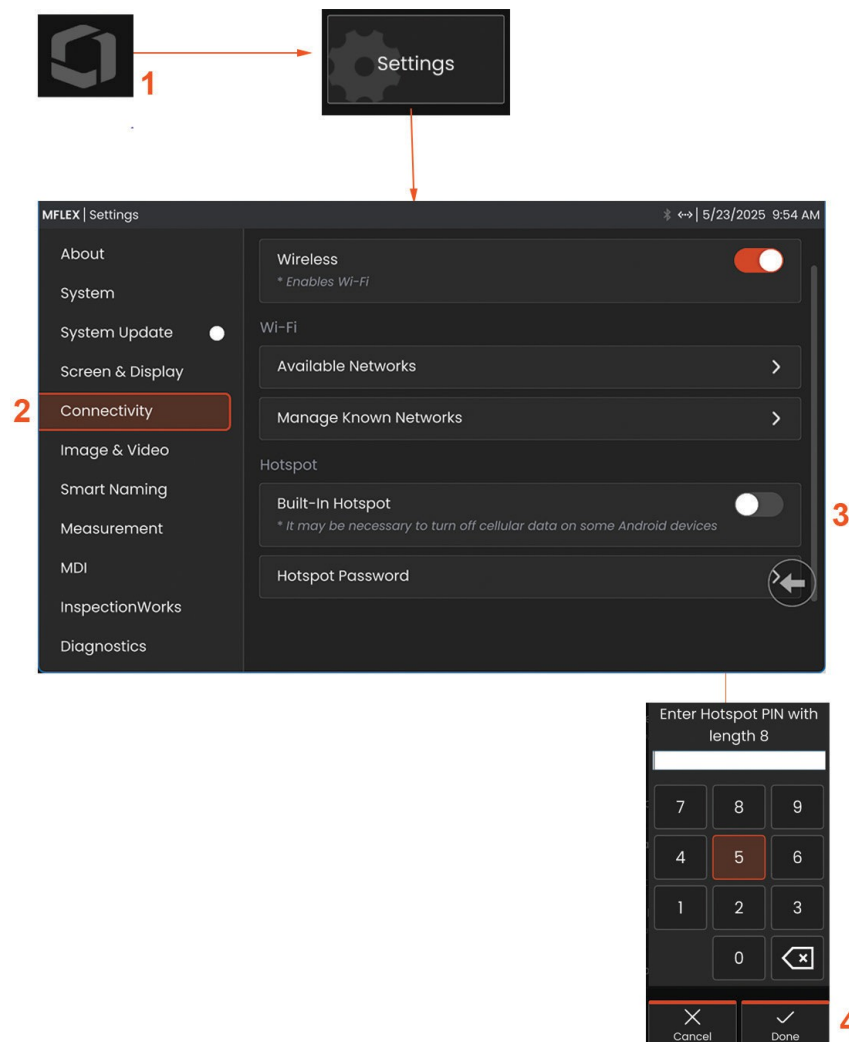 1
Settings
MFLEX | Settings
5/23/2025 9:54 AM
About
System
System Update
Screen & Display
2
Connectivity
Image & Video
Smart Naming
Measurement
MDI
InspectionWorks
Diagnostics
Wireless
* Enables Wi-Fi
Wi-Fi
Available Networks
Manage Known Networks
Hotspot
Built-In Hotspot
* It may be necessary to turn off cellular data on some Android devices
3
Hotspot Password
Enter Hotspot PIN with
length 8
7 8 9
4 5 6
1 2 3
0
Cancel
Done
4